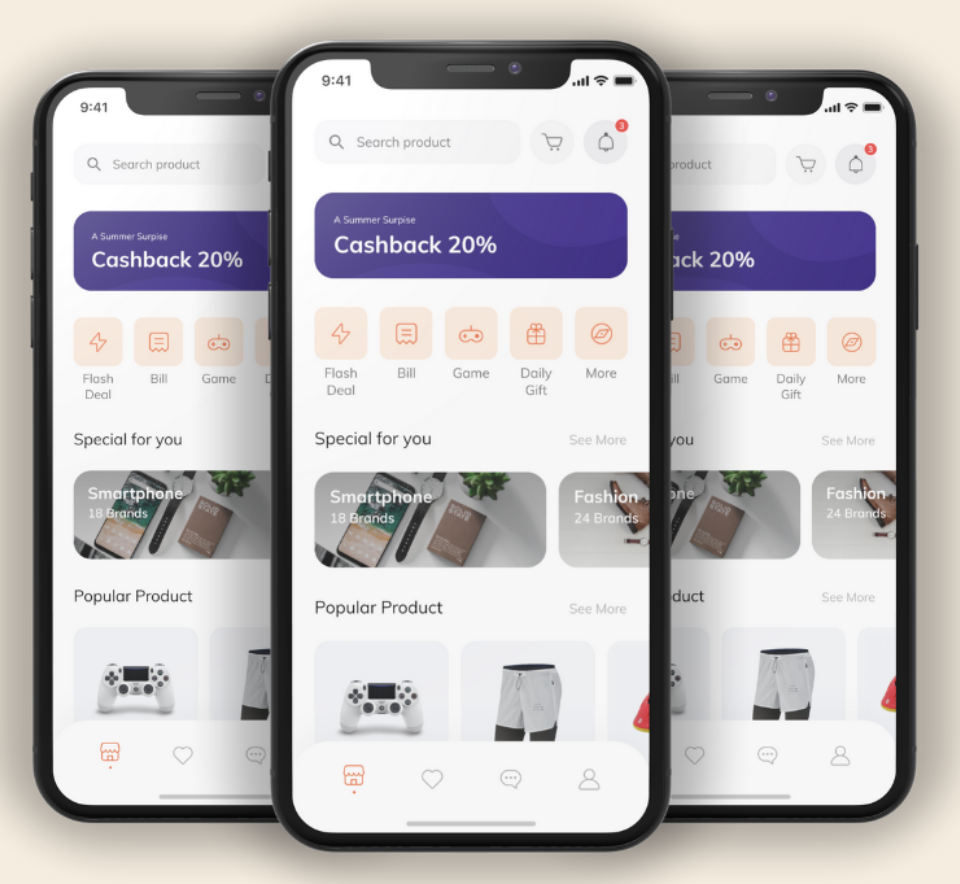 9:41
Search product
A Summer Surpise
Cashback 20%
Flash
Deal
Bill
Game
D
Special for you
Smartphone
18 Brands
Popular Product
9:41
Search product
3
A Summer Surpise
Cashback 20%
Flash
Deal
Bill
Game
Daily
Gift
More
Special for you
See More
Smartphone
18 Brands
Fashion
24 Brands
Popular Product
See More
roduct
3
se
ack 20%
ill
Game
Daily
Gift
More
you
See More
one
Fashion
24 Brands
duct
See More